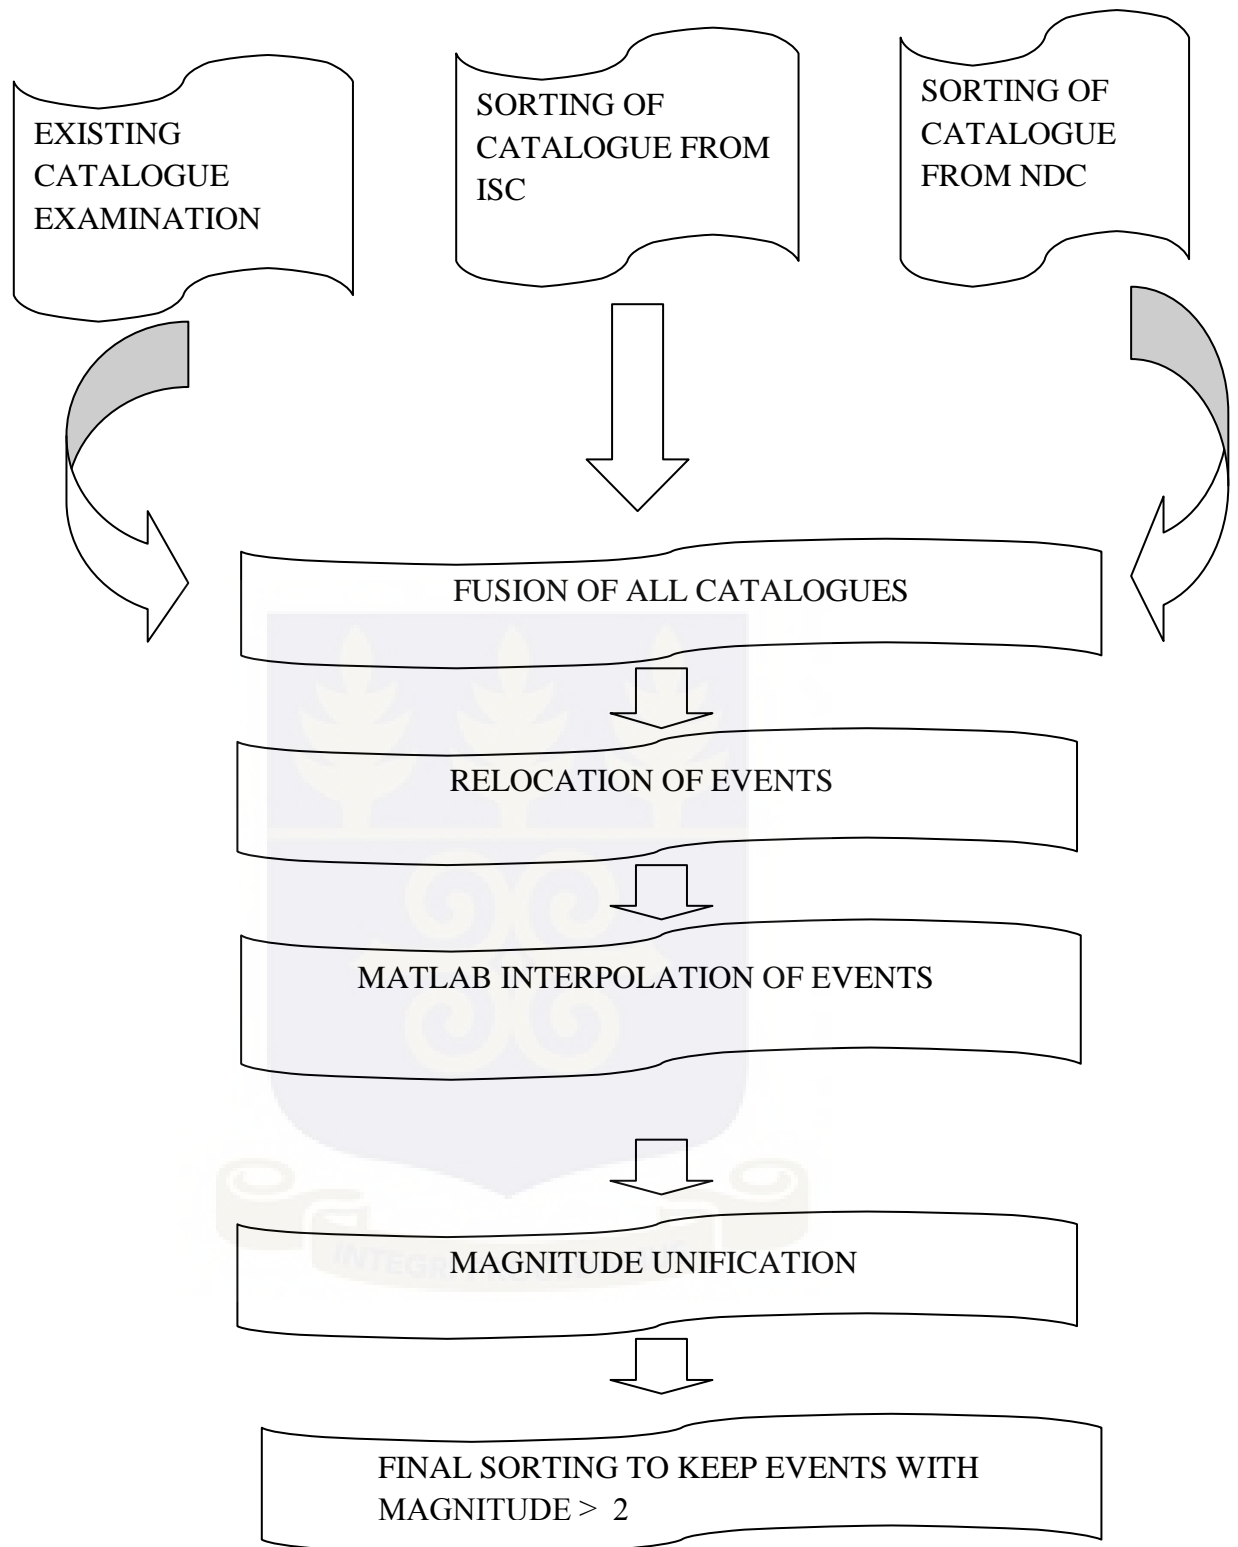 EXISTING
CATALOGUE
EXAMINATION
SORTING OF
CATALOGUE FROM
ISC
SORTING OF
CATALOGUE
FROM NDC
FUSION OF ALL CATALOGUES
RELOCATION OF EVENTS
MATLAB INTERPOLATION OF EVENTS
MAGNITUDE UNIFICATION
FINAL SORTING TO KEEP EVENTS WITH
MAGNITUDE > 2